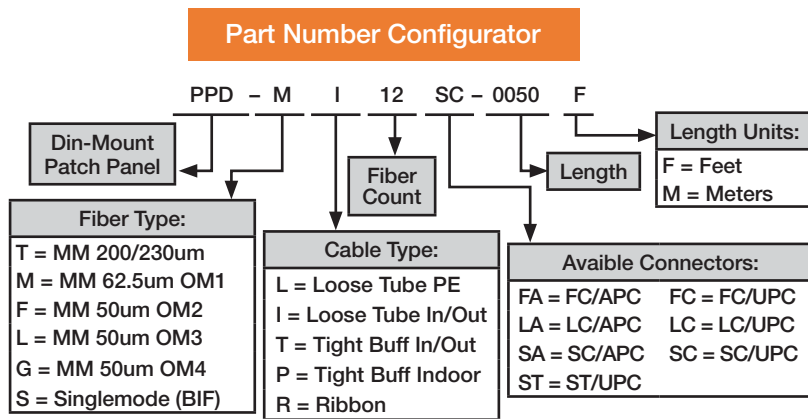 Part Number Configurator
PPD – M I 12 SC – 0050 F
Din-Mount
Patch Panel
Fiber
Count
Length
Length Units:
F = Feet
M = Meters
Fiber Type:
T = MM 200/230um
M = MM 62.5um OM1
F = MM 50um OM2
L = MM 50um OM3
G = MM 50um OM4
S = Singlemode (BIF)
Cable Type:
L = Loose Tube PE
I = Loose Tube In/Out
T = Tight Buff In/Out
P = Tight Buff Indoor
R = Ribbon
Avaible Connectors:
FA = FC/APC FC = FC/UPC
LA = LC/APC LC = LC/UPC
SA = SC/APC SC = SC/UPC
ST = ST/UPC